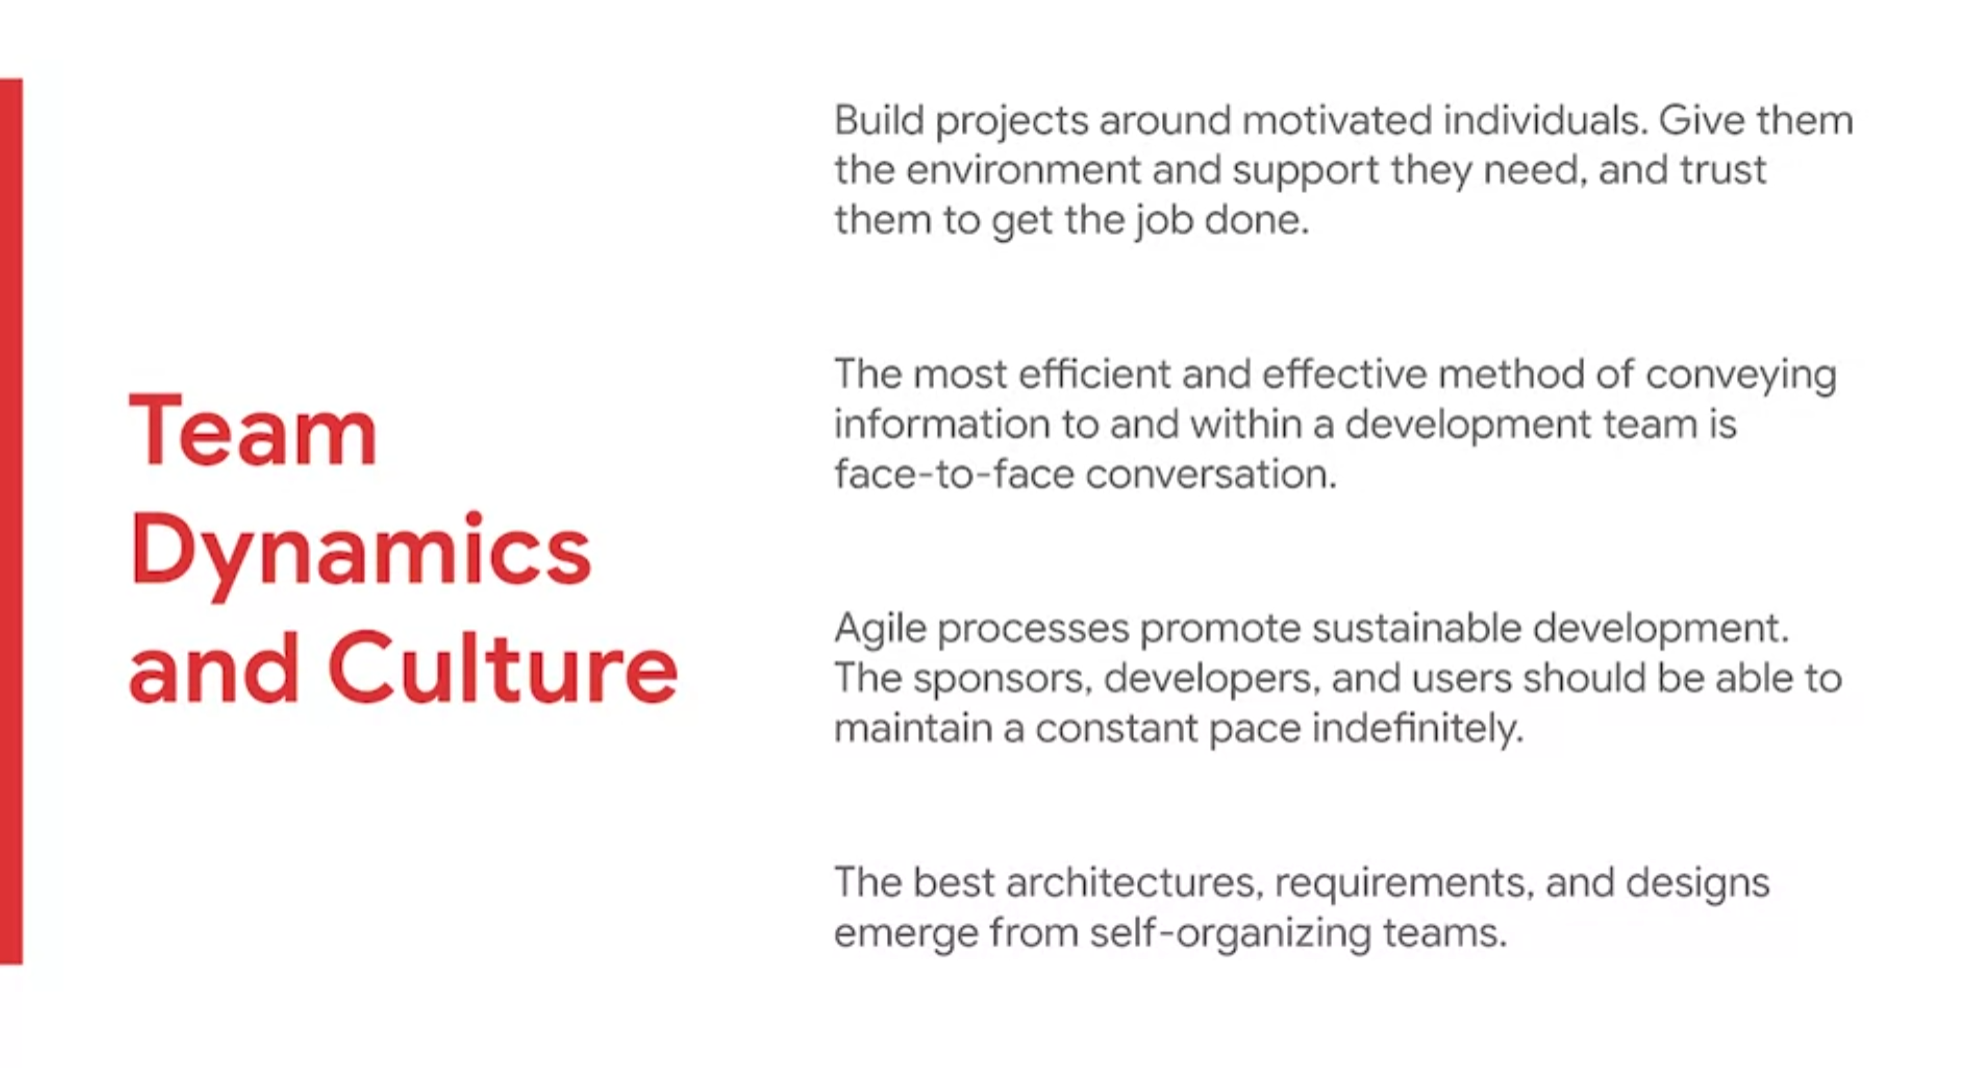 Team
Dynamics
and Culture
Build projects around motivated individuals. Give them
the environment and support they need, and trust
them to get the job done.
The most efficient and effective method of conveying
information to and within a development team is
face-to-face conversation.
Agile processes promote sustainable development.
The sponsors, developers, and users should be able to
maintain a constant pace indefinitely.
The best architectures, requirements, and designs
emerge from self-organizing teams.